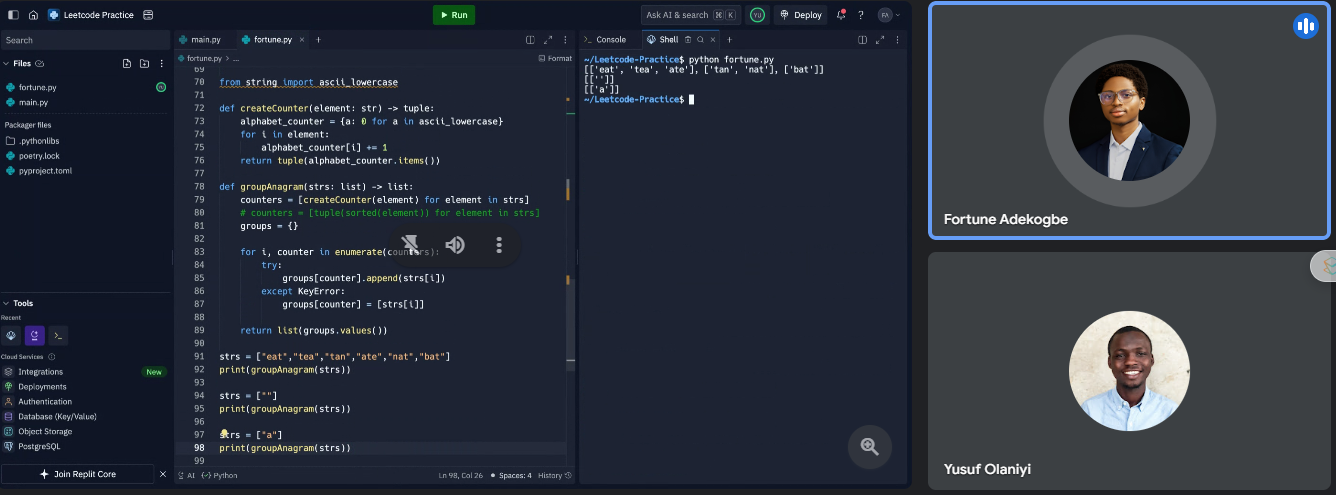 Leetcode Practice
Run
Ask AI & search ⌘ K
YU
Deploy
?
FA
Search
Files
fortune.py
YU
main.py
Packager files
.pythonlibs
poetry.lock
pyproject.toml
Tools
Recent
Cloud Services
Integrations
New
Deployments
Authentication
Database (Key/Value)
Object Storage
PostgreSQL
Join Replit Core
main.py
fortune.py
fortune.py > ...
Format
69
70 from string import ascii_lowercase
71
72 def createCounter(element: str) -> tuple:
73     alphabet_counter = {a: 0 for a in ascii_lowercase}
74     for i in element:
75         alphabet_counter[i] += 1
76     return tuple(alphabet_counter.items())
77
78 def groupAnagram(strs: list) -> list:
79     counters = [createCounter(element) for element in strs]
80     # counters = [tuple(sorted(element)) for element in strs]
81     groups = {}
82
83     for i, counter in enumerate(counters):
84         try:
85             groups[counter].append(strs[i])
86         except KeyError:
87             groups[counter] = [strs[i]]
88
89     return list(groups.values())
90
91 strs = ["eat","tea","tan","ate","nat","bat"]
92 print(groupAnagram(strs))
93
94 strs = [""]
95 print(groupAnagram(strs))
96
97 strs = ["a"]
98 print(groupAnagram(strs))
99
AI
Python
Ln 98, Col 26
Spaces: 4
History
Console
Shell
~/Leetcode-Practice$ python fortune.py
[['eat', 'tea', 'ate'], ['tan', 'nat'], ['bat']]
[['']]
[['a']]
~/Leetcode-Practice$
Fortune Adekogbe
Yusuf Olaniyi